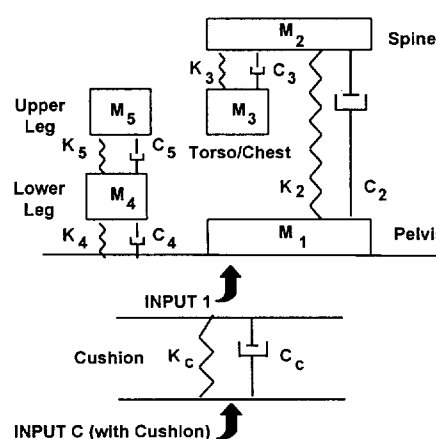 M2
Spine
K3
C3
Upper
Leg
M5
M3
K5
C5
Torso/Chest
Lower
Leg
M4
K2
C2
K4
C4
M1
Pelvis
INPUT 1
Cushion
Kc
Cc
INPUT C (with Cushion)